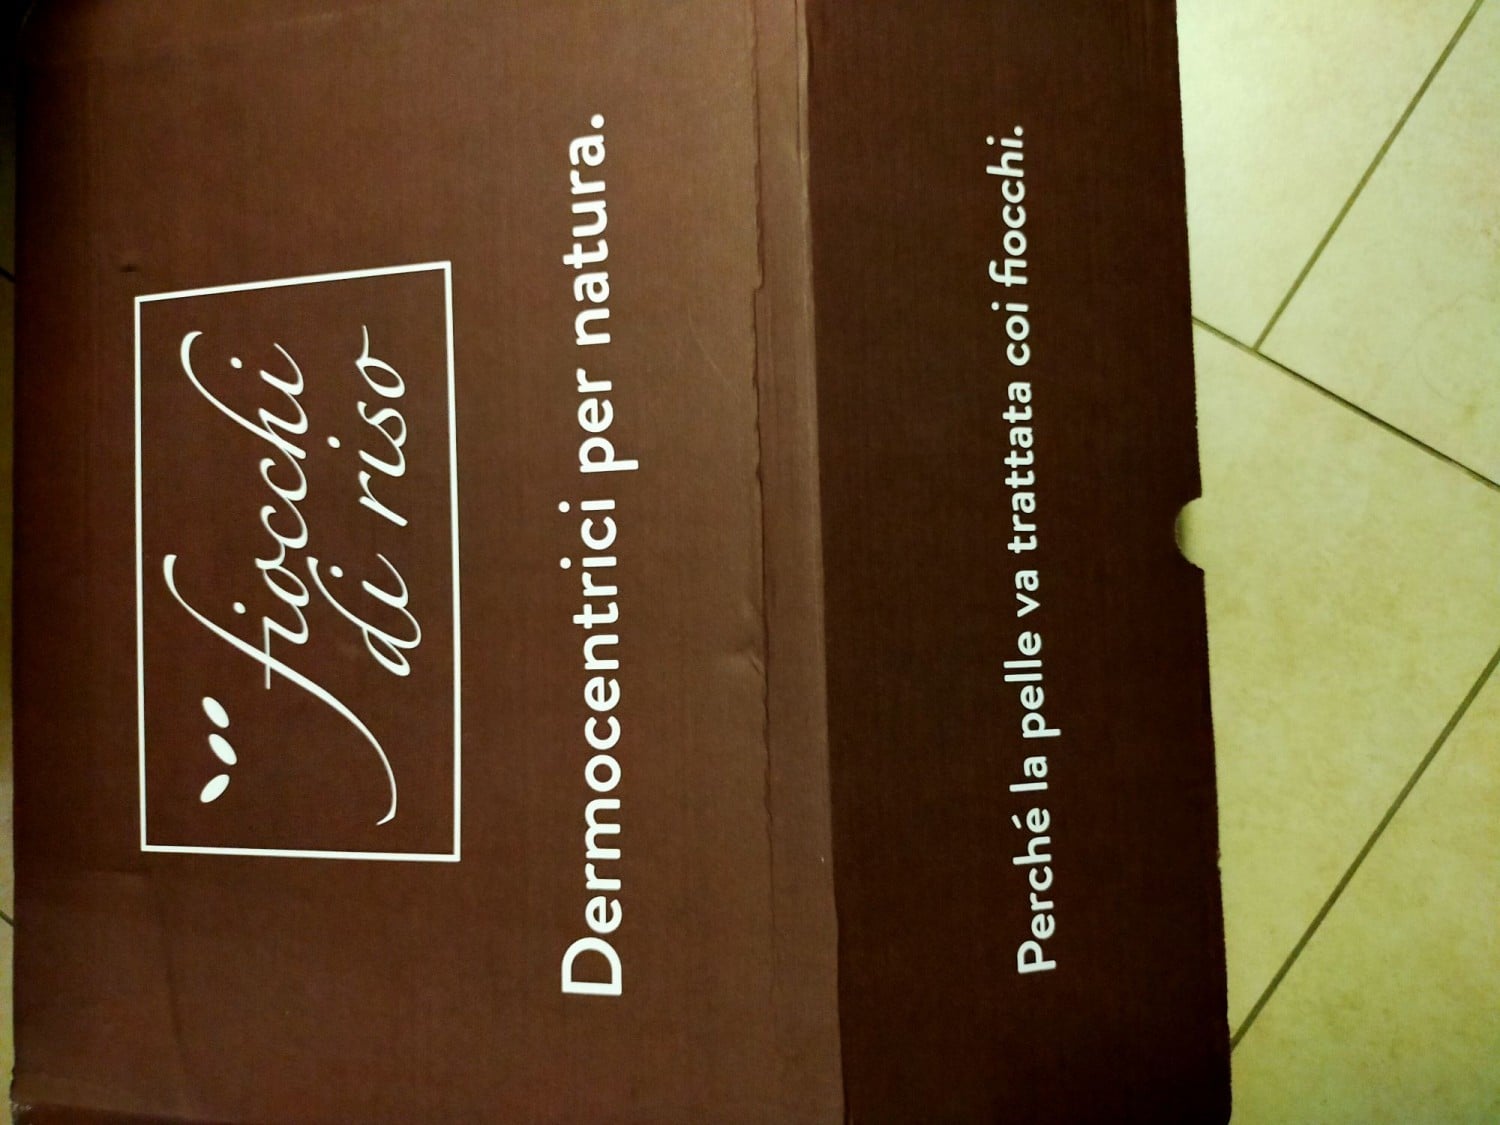 fiocchi
di riso
Dermocentrici per natura.
Perché la pelle va trattata coi fiocchi.